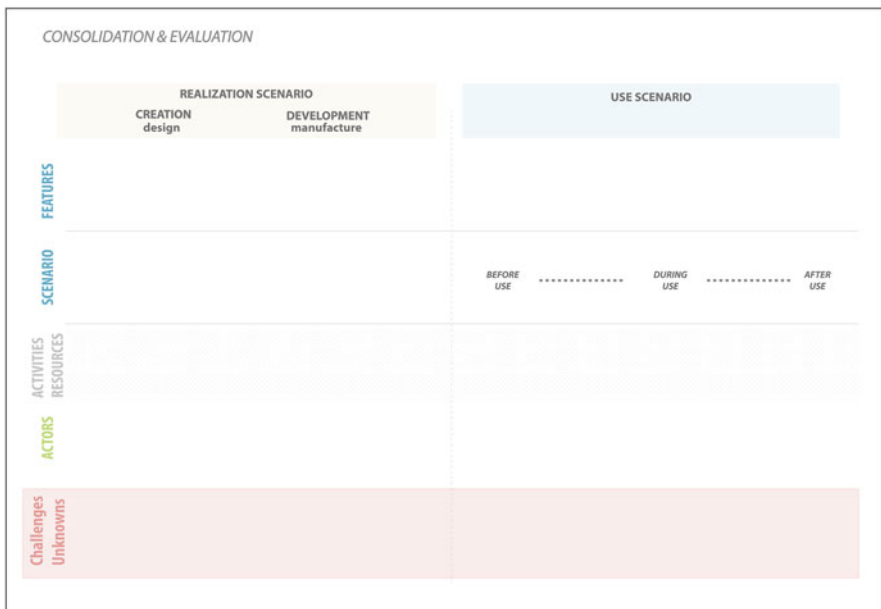 CONSOLIDATION & EVALUATION
REALIZATION SCENARIO
CREATION
design
DEVELOPMENT
manufacture
USE SCENARIO
FEATURES
SCENARIO
BEFORE
USE
DURING
USE
AFTER
USE
ACTIVITIES
RESOURCES
ACTORS
Challenges
Unknowns